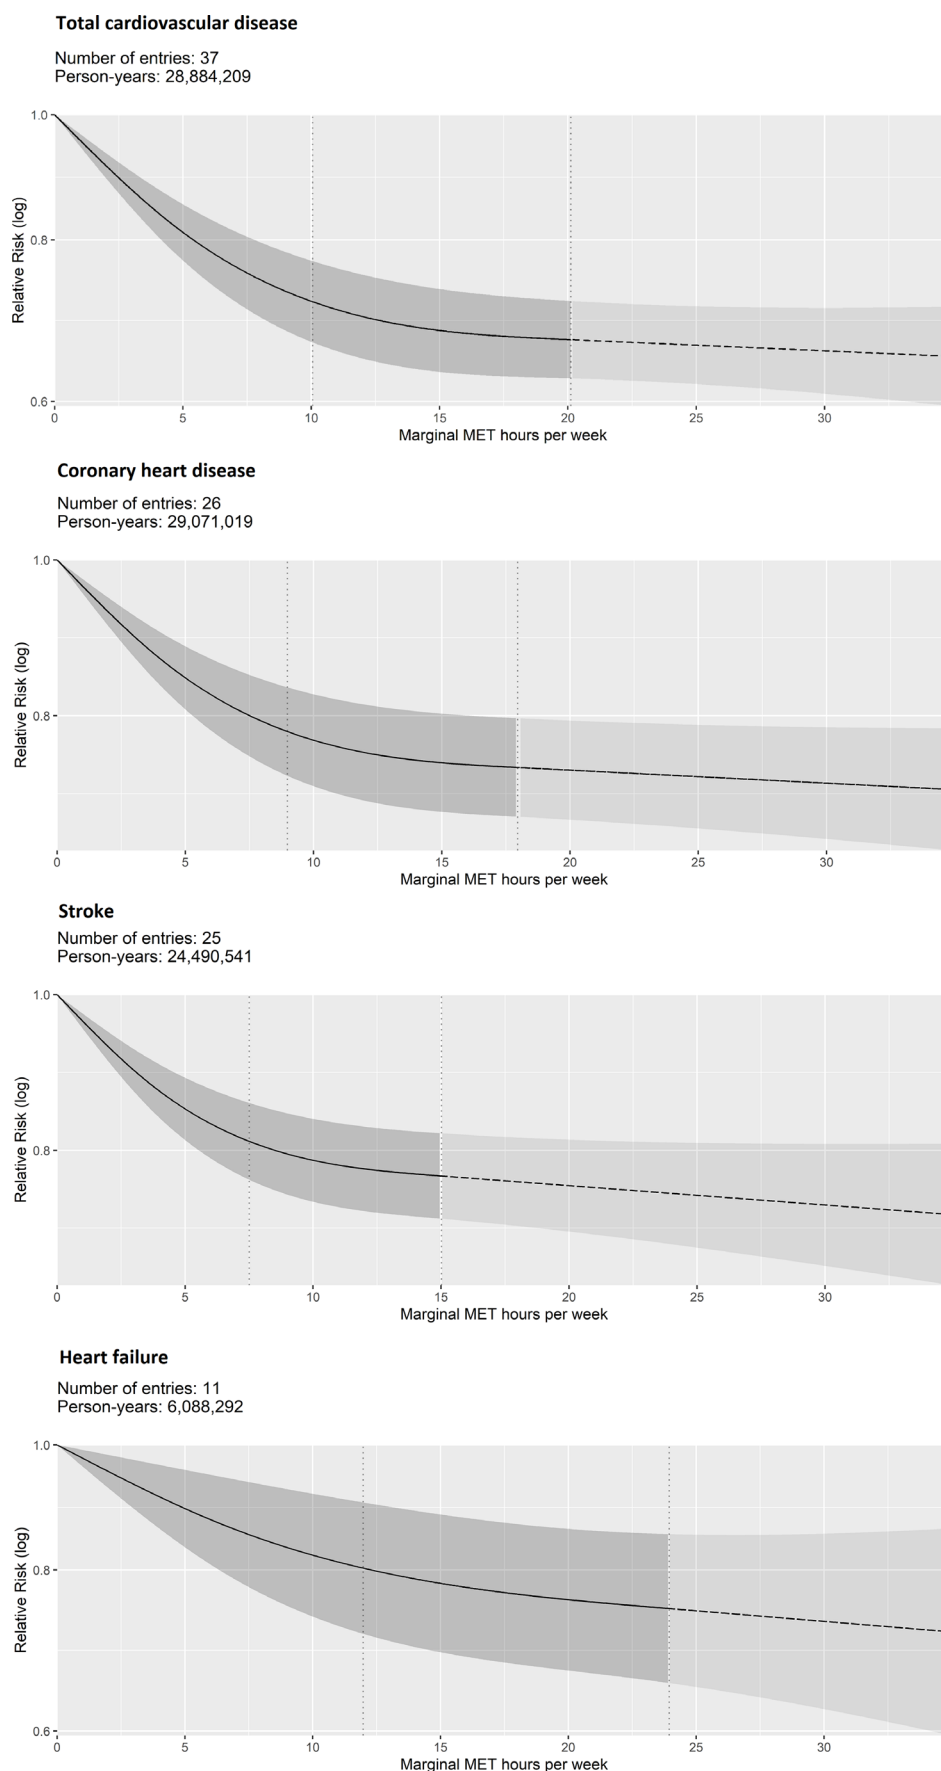 Total cardiovascular disease
Number of entries: 37
Person-years: 28,884,209
1.0
0.8
0.6
Relative Risk (log)
0 5 10 15 20 25 30
Marginal MET hours per week
Coronary heart disease
Number of entries: 26
Person-years: 29,071,019
1.0
0.8
Relative Risk (log)
0 5 10 15 20 25 30
Marginal MET hours per week
Stroke
Number of entries: 25
Person-years: 24,490,541
1.0
0.8
Relative Risk (log)
0 5 10 15 20 25 30
Marginal MET hours per week
Heart failure
Number of entries: 11
Person-years: 6,088,292
1.0
0.8
0.6
Relative Risk (log)
0 5 10 15 20 25 30
Marginal MET hours per week